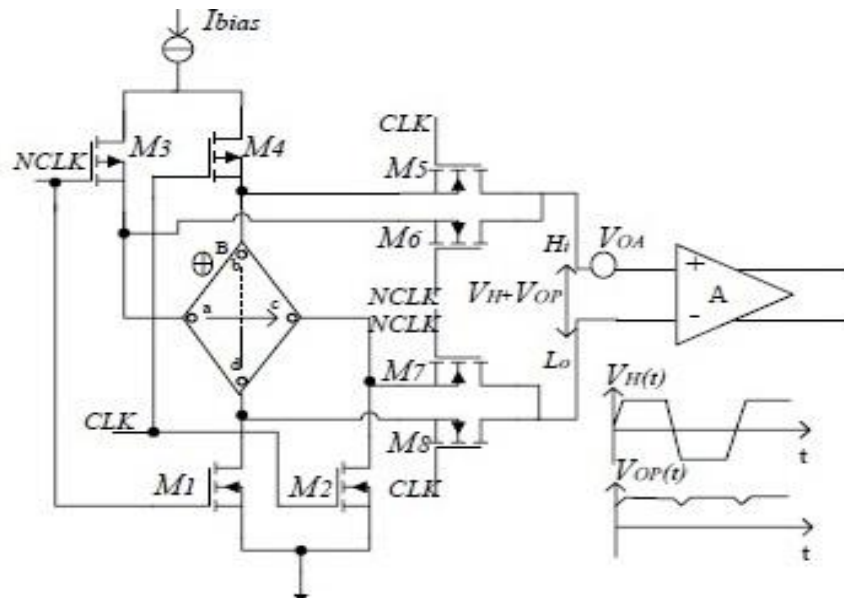 Ibias
CLK
NCLK
M3
M4
M5
M6
B
b
a
c
d
Hi
VOA
+
A
-
NCLK
NCLK
VH+VOP
Lo
M7
VH(t)
t
CLK
M8
VOP(t)
t
M1
M2
CLK